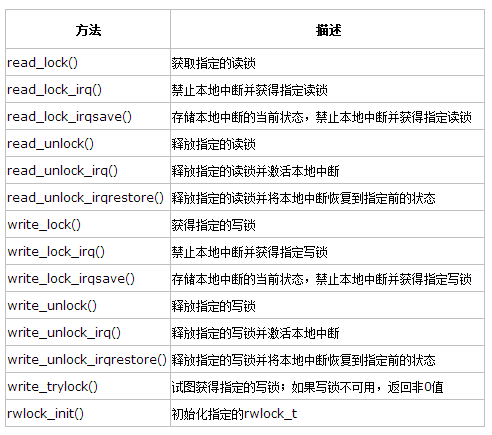 方法 描述
read_lock() 获取指定的读锁
read_lock_irq() 禁止本地中断并获得指定读锁
read_lock_irqsave() 存储本地中断的当前状态，禁止本地中断并获得指定读锁
read_unlock() 释放指定的读锁
read_unlock_irq() 释放指定的读锁并激活本地中断
read_unlock_irqrestore() 释放指定的读锁并将本地中断恢复到指定前的状态
write_lock() 获得指定的写锁
write_lock_irq() 禁止本地中断并获得指定写锁
write_lock_irqsave() 存储本地中断的当前状态，禁止本地中断并获得指定写锁
write_unlock() 释放指定的写锁
write_unlock_irq() 释放指定的写锁并激活本地中断
write_unlock_irqrestore() 释放指定的写锁并将本地中断恢复到指定前的状态
write_trylock() 试图获得指定的写锁；如果写锁不可用，返回非0值
rwlock_init() 初始化指定的rwlock_t